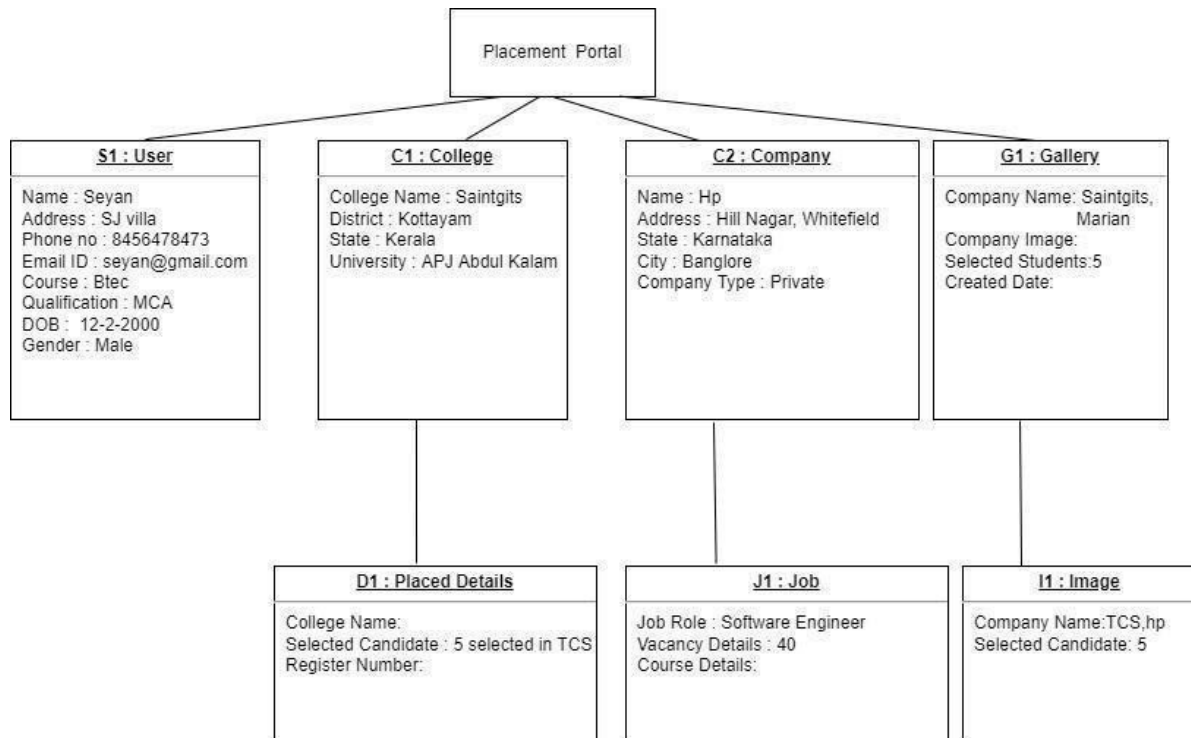 Placement Portal
S1 : User
Name : Seyan
Address : SJ villa
Phone no : 8456478473
Email ID : seyan@gmail.com
Course : Btec
Qualification : MCA
DOB : 12-2-2000
Gender : Male
C1 : College
College Name : Saintgits
District : Kottayam
State : Kerala
University : APJ Abdul Kalam
C2 : Company
Name : Hp
Address : Hill Nagar, Whitefield
State : Karnataka
City : Banglore
Company Type : Private
G1 : Gallery
Company Name: Saintgits,
Marian
Company Image:
Selected Students:5
Created Date:
D1 : Placed Details
College Name:
Selected Candidate : 5 selected in TCS
Register Number:
J1 : Job
Job Role : Software Engineer
Vacancy Details : 40
Course Details:
I1 : Image
Company Name:TCS,hp
Selected Candidate: 5